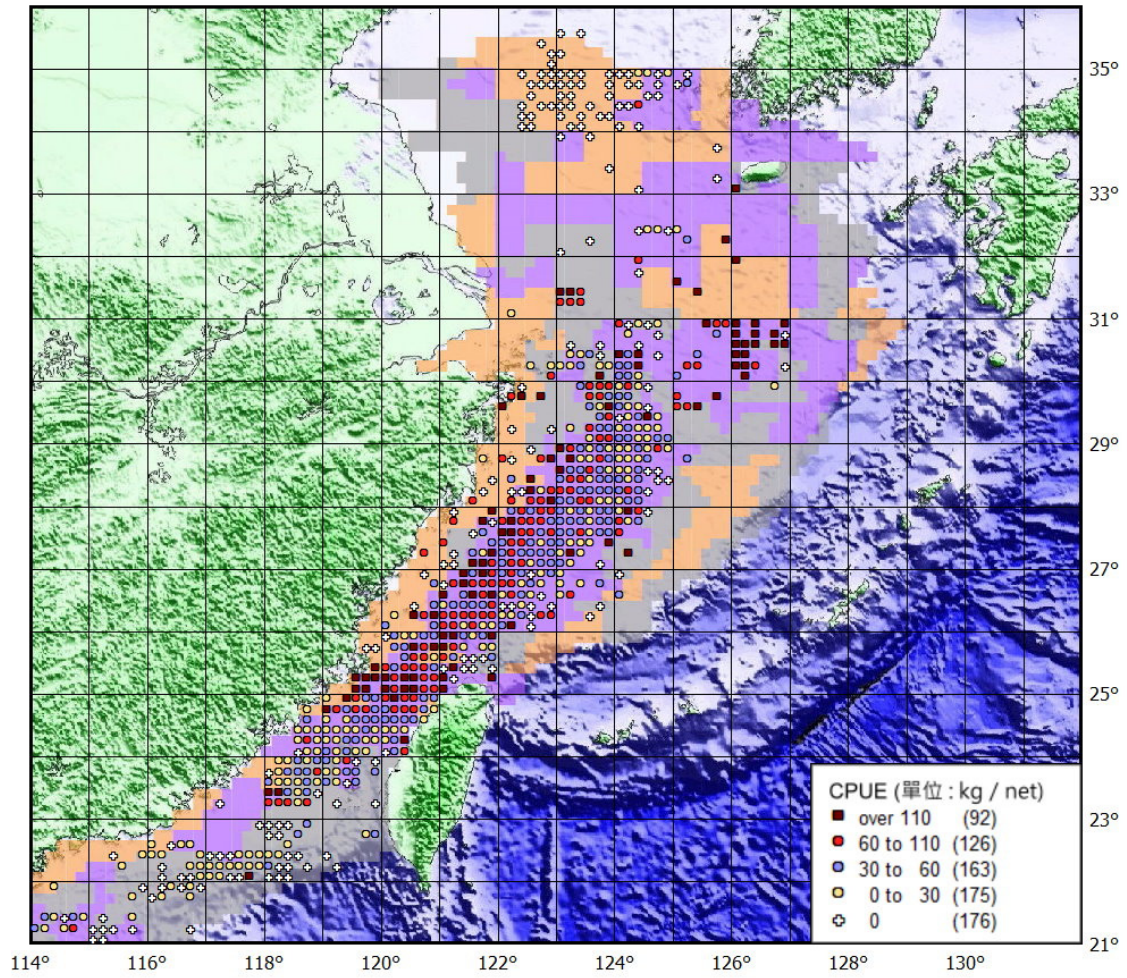 35°
33°
31°
29°
27°
25°
CPUE (單位 : kg / net)
over 110 (92)
60 to 110 (126)
30 to 60 (163)
0 to 30 (175)
0 (176)
23°
21°
114° 116° 118° 120° 122° 124° 126° 128° 130°